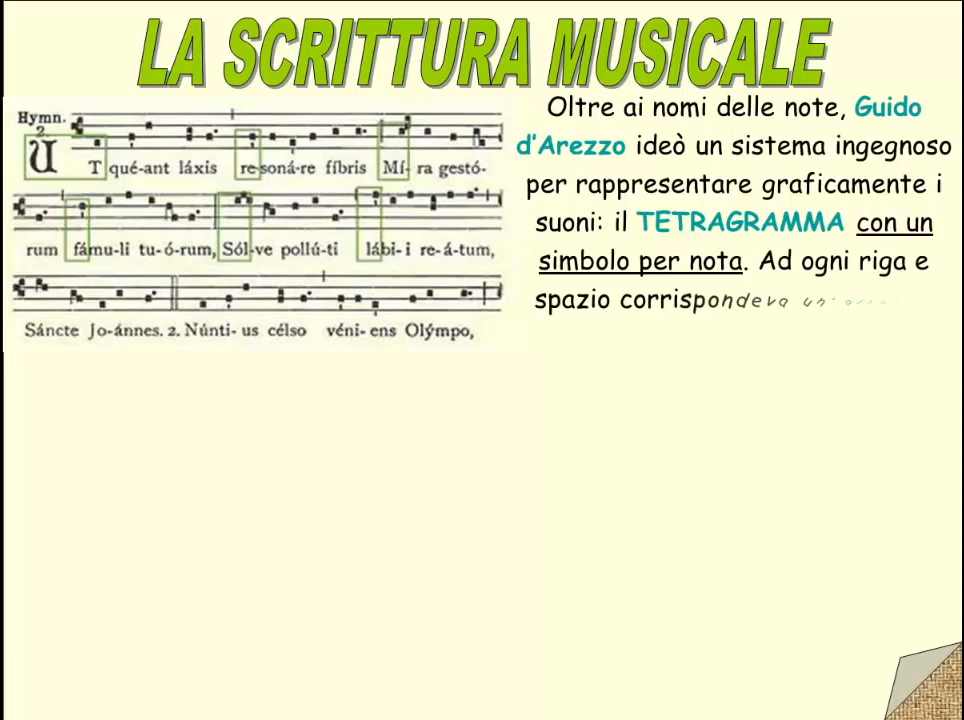 LA SCRITTURA MUSICALE
Hymn.
2.
UT qué-ant láxis resoná-re fíbris Mí- ra gestó-
rum fámu-li tu-ó-rum, Sól-ve pollú-ti lábi-i re-á-tum,
Sáncte Jo-ánnes. 2. Núnti- us célso véni- ens Olýmpo,
Oltre ai nomi delle note, Guido
d’Arezzo ideò un sistema ingegnoso
per rappresentare graficamente i
suoni: il TETRAGRAMMA con un
simbolo per nota. Ad ogni riga e
spazio corrispondeva